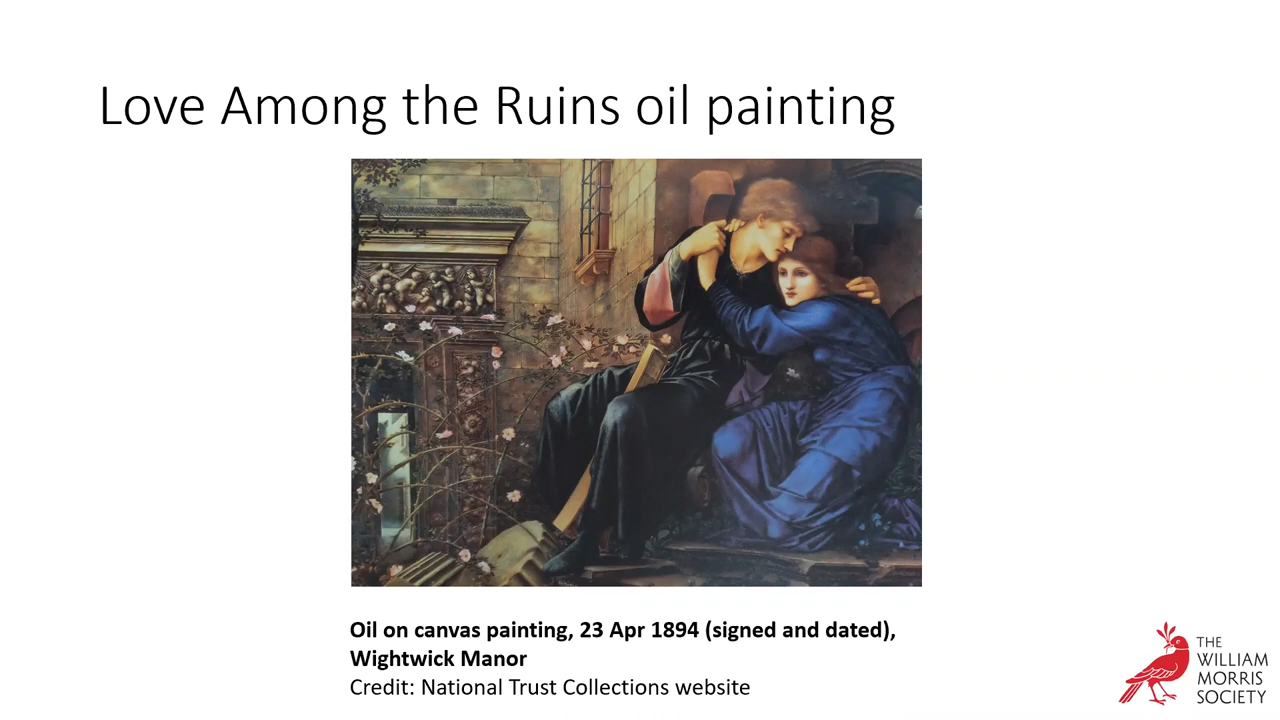 Love Among the Ruins oil painting
Oil on canvas painting, 23 Apr 1894 (signed and dated),
Wightwick Manor
Credit: National Trust Collections website
THE
WILLIAM
MORRIS
SOCIETY